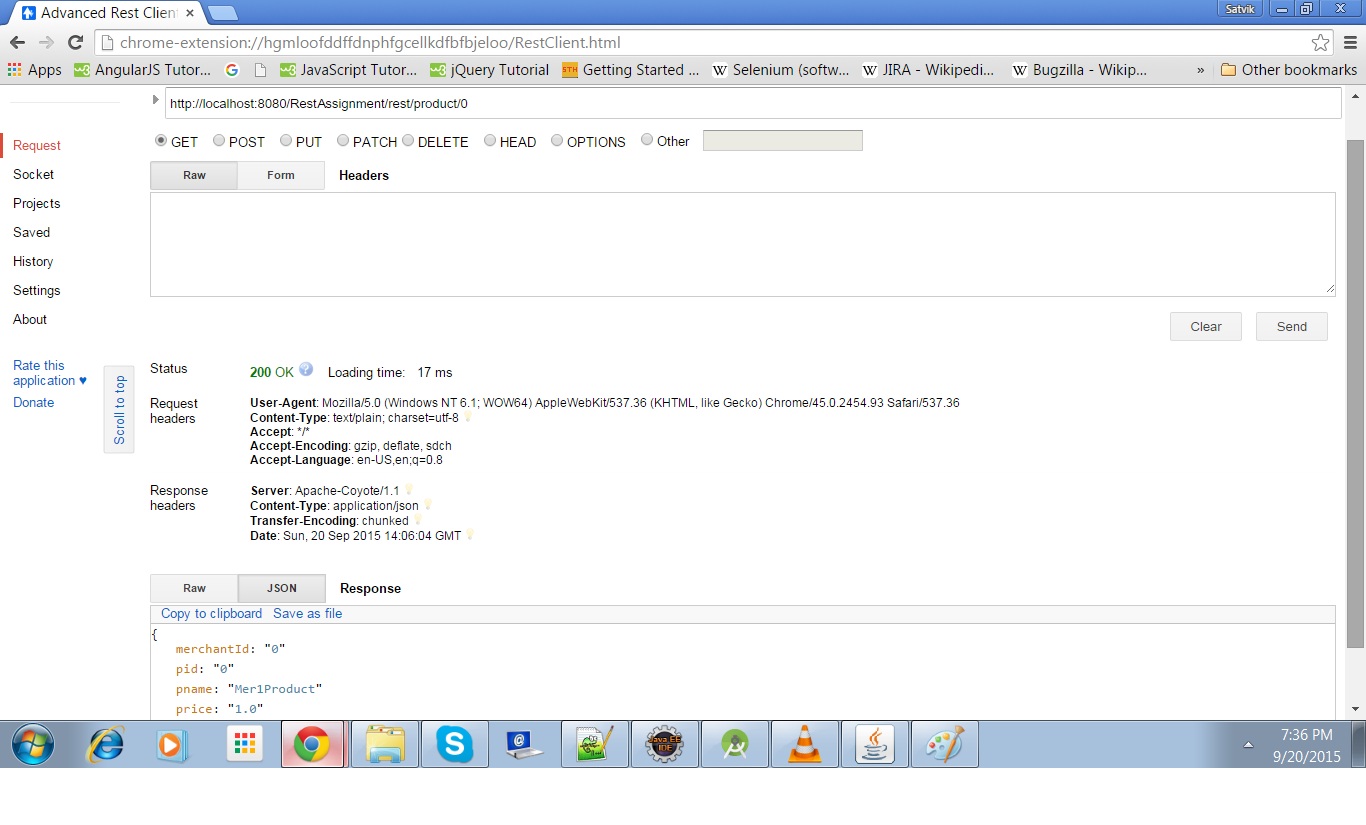 Advanced Rest Client
Satvik
chrome-extension://hgmloofddffdnphfgcellkdfbfbjeloo/RestClient.html
Apps AngularJS Tutor... JavaScript Tutor... jQuery Tutorial STH Getting Started ... W Selenium (softw... W JIRA - Wikipedi... W Bugzilla - Wikip... » Other bookmarks
http://localhost:8080/RestAssignment/rest/product/0
GET POST PUT PATCH DELETE HEAD OPTIONS Other
Raw Form Headers
Request
Socket
Projects
Saved
History
Settings
About
Rate this
application ♥
Donate
Scroll to top
Clear Send
Status 200 OK ? Loading time: 17 ms
Request
headers
User-Agent: Mozilla/5.0 (Windows NT 6.1; WOW64) AppleWebKit/537.36 (KHTML, like Gecko) Chrome/45.0.2454.93 Safari/537.36
Content-Type: text/plain; charset=utf-8
Accept: */*
Accept-Encoding: gzip, deflate, sdch
Accept-Language: en-US,en;q=0.8
Response
headers
Server: Apache-Coyote/1.1
Content-Type: application/json
Transfer-Encoding: chunked
Date: Sun, 20 Sep 2015 14:06:04 GMT
Raw JSON Response
Copy to clipboard Save as file
{
merchantId: "0"
pid: "0"
pname: "Mer1Product"
price: "1.0"
Java EE
IDE
7:36 PM
9/20/2015